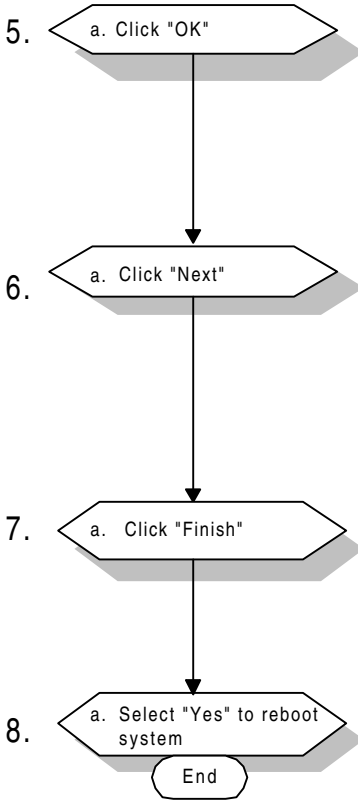 5.
a. Click "OK"
6.
a. Click "Next"
7.
a. Click "Finish"
8.
a. Select "Yes" to reboot
system
End